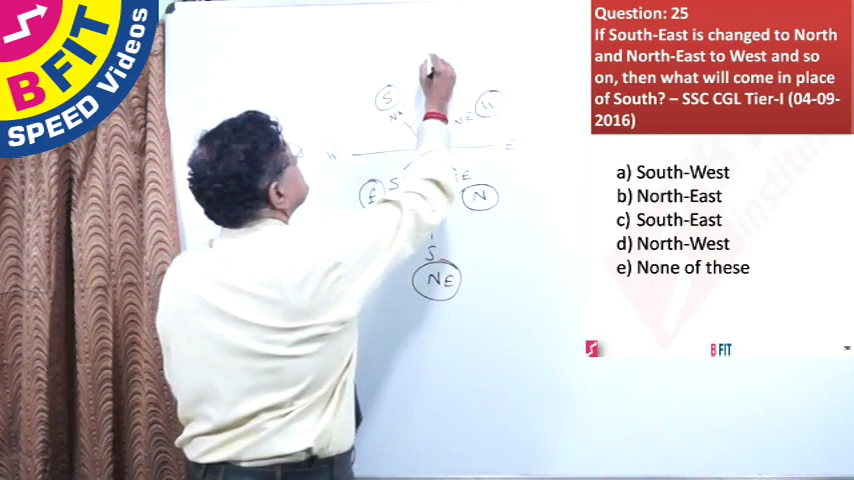 BFIT
SPEED Videos
Question: 25
If South-East is changed to North
and North-East to West and so
on, then what will come in place
of South? – SSC CGL Tier-I (04-09-
2016)
a) South-West
b) North-East
c) South-East
d) North-West
e) None of these
BFIT
S
NE
W
E
S
E
N
S
NE